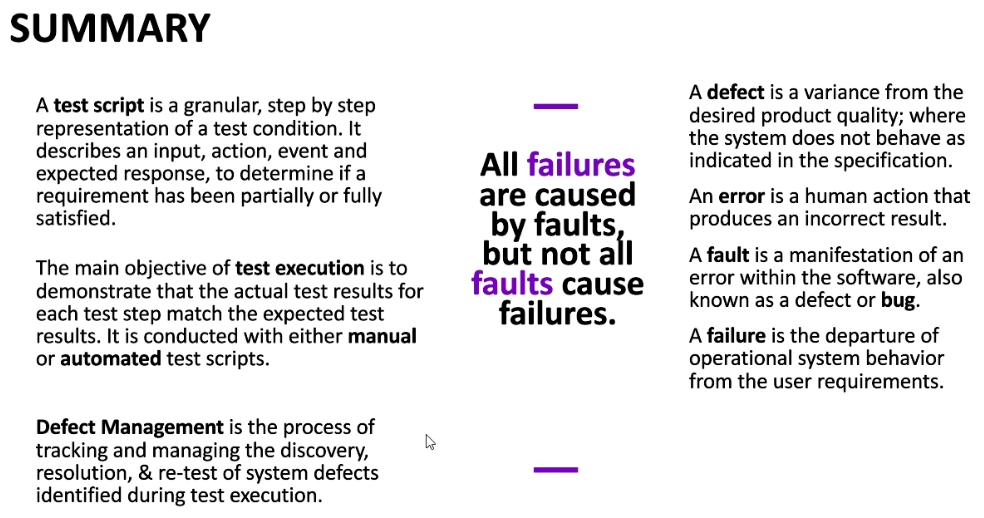 SUMMARY
A test script is a granular, step by step
representation of a test condition. It
describes an input, action, event and
expected response, to determine if a
requirement has been partially or fully
satisfied.
The main objective of test execution is to
demonstrate that the actual test results for
each test step match the expected test
results. It is conducted with either manual
or automated test scripts.
Defect Management is the process of
tracking and managing the discovery,
resolution, & re-test of system defects
identified during test execution.
All failures
are caused
by faults,
but not all
faults cause
failures.
A defect is a variance from the
desired product quality; where
the system does not behave as
indicated in the specification.
An error is a human action that
produces an incorrect result.
A fault is a manifestation of an
error within the software, also
known as a defect or bug.
A failure is the departure of
operational system behavior
from the user requirements.